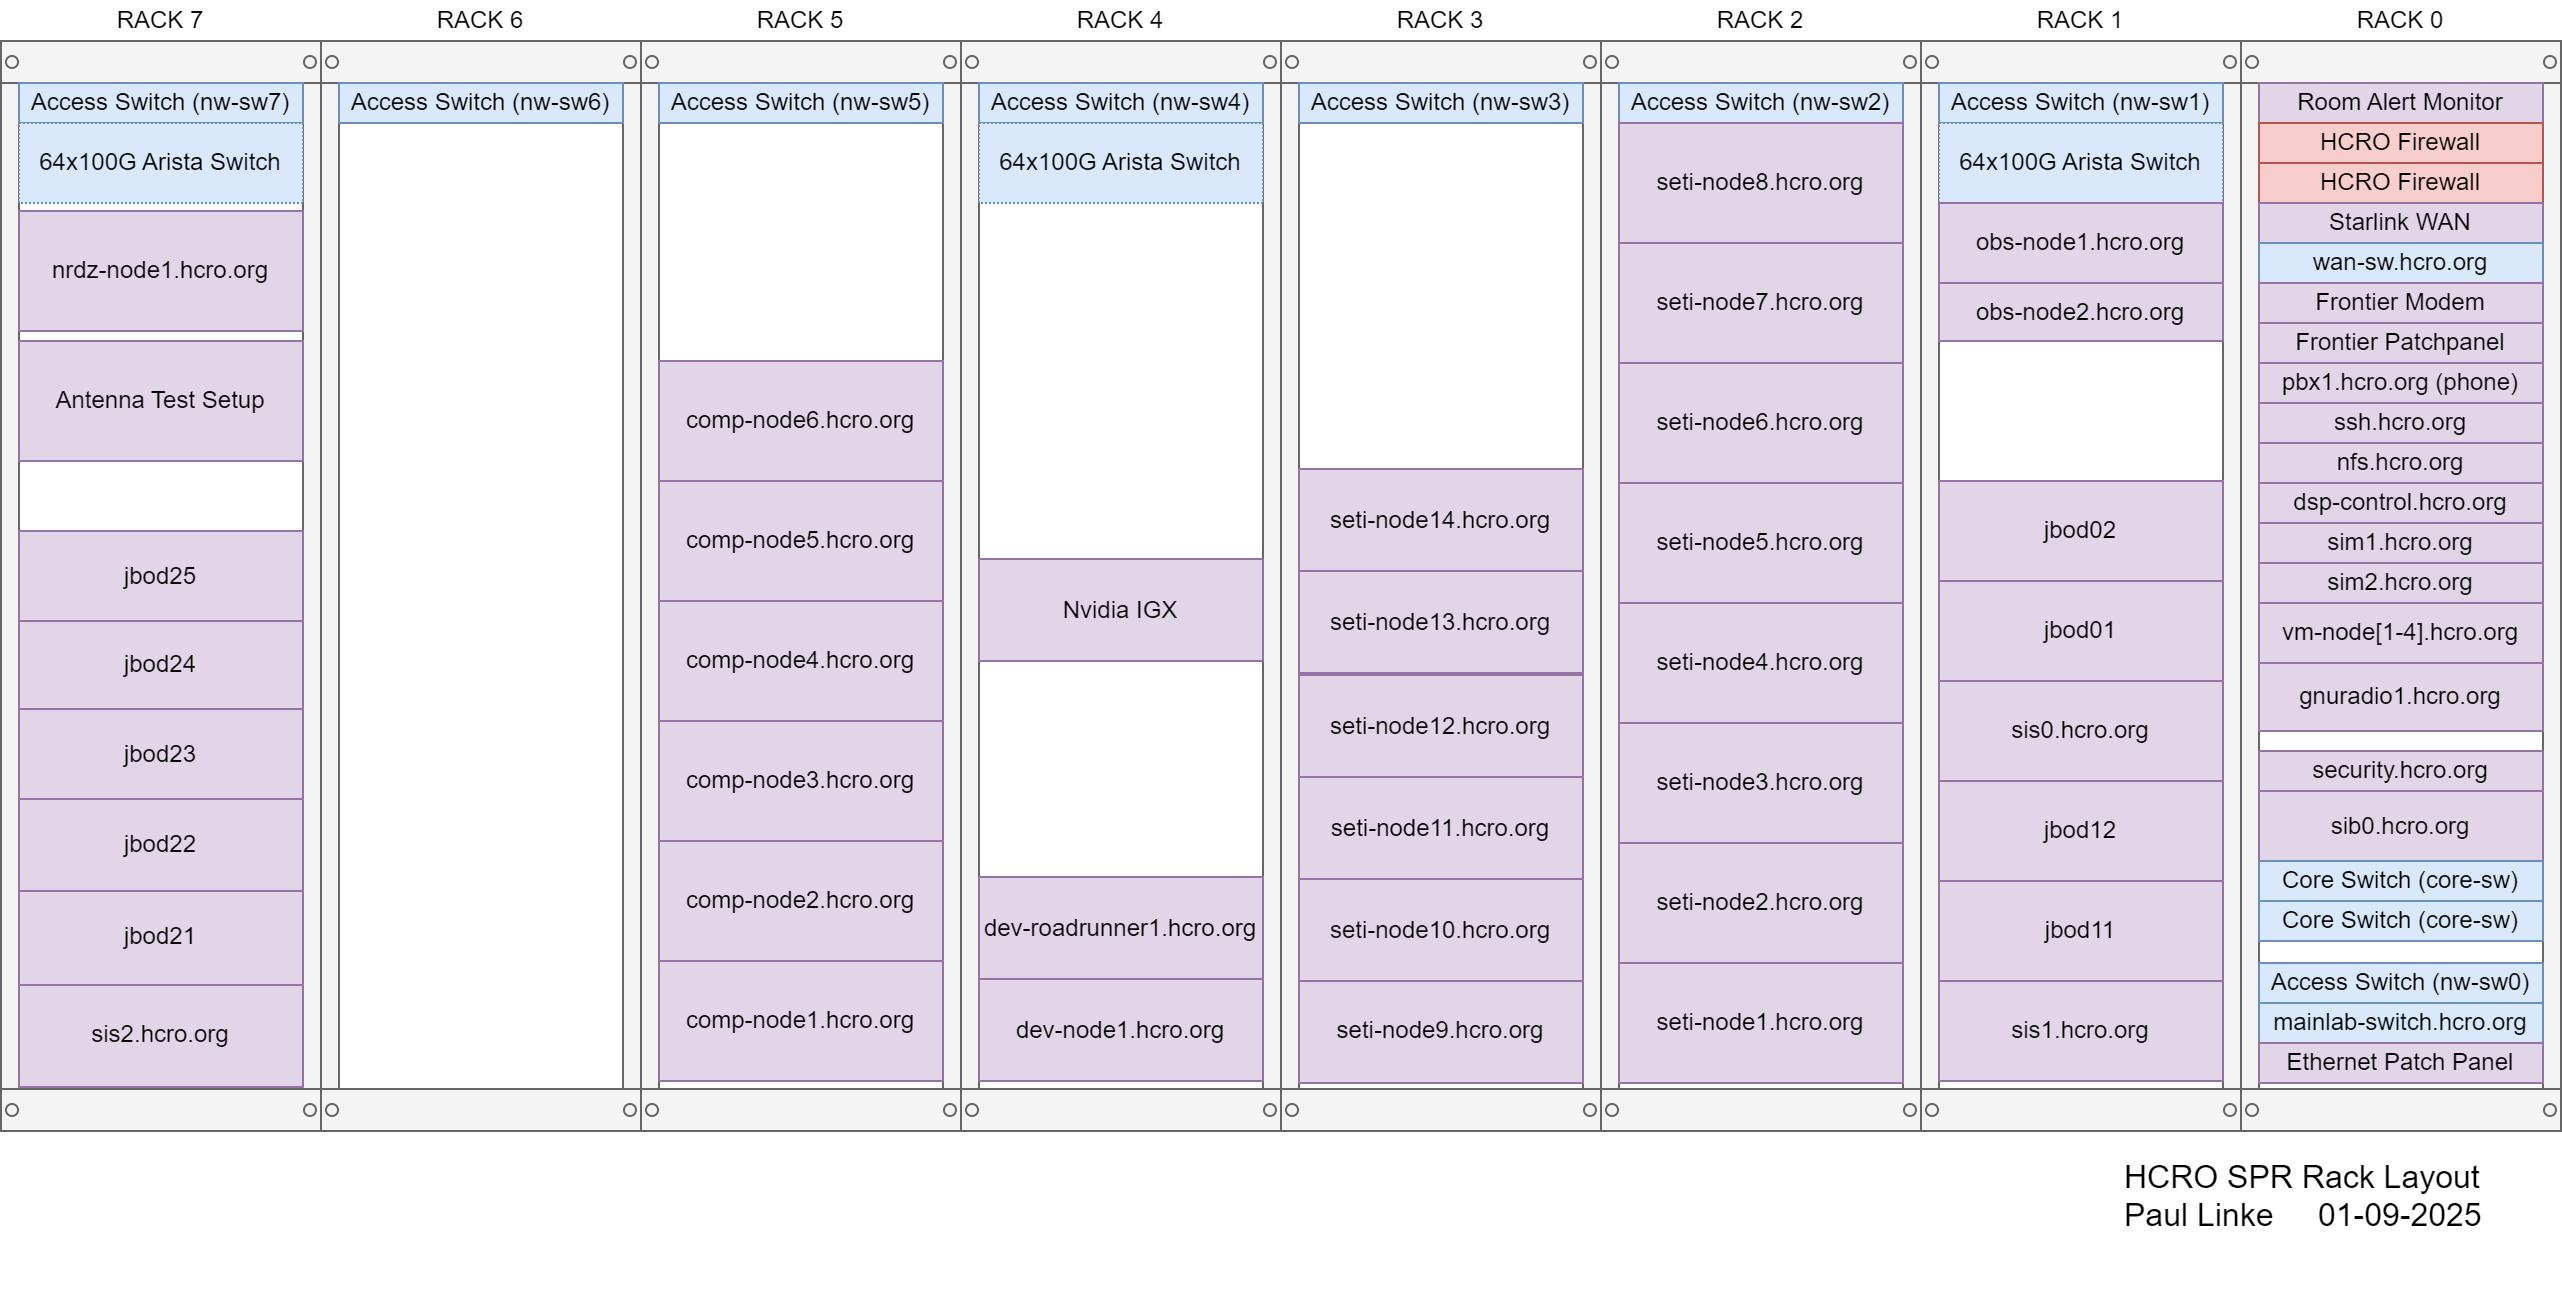 RACK 7
RACK 6
RACK 5
RACK 4
RACK 3
RACK 2
RACK 1
RACK 0
Access Switch (nw-sw7)
64x100G Arista Switch
nrdz-node1.hcro.org
Antenna Test Setup
jbod25
jbod24
jbod23
jbod22
jbod21
sis2.hcro.org
Access Switch (nw-sw6)
Access Switch (nw-sw5)
comp-node6.hcro.org
comp-node5.hcro.org
comp-node4.hcro.org
comp-node3.hcro.org
comp-node2.hcro.org
comp-node1.hcro.org
Access Switch (nw-sw4)
64x100G Arista Switch
Nvidia IGX
dev-roadrunner1.hcro.org
dev-node1.hcro.org
Access Switch (nw-sw3)
seti-node14.hcro.org
seti-node13.hcro.org
seti-node12.hcro.org
seti-node11.hcro.org
seti-node10.hcro.org
seti-node9.hcro.org
Access Switch (nw-sw2)
seti-node8.hcro.org
seti-node7.hcro.org
seti-node6.hcro.org
seti-node5.hcro.org
seti-node4.hcro.org
seti-node3.hcro.org
seti-node2.hcro.org
seti-node1.hcro.org
Access Switch (nw-sw1)
64x100G Arista Switch
obs-node1.hcro.org
obs-node2.hcro.org
jbod02
jbod01
sis0.hcro.org
jbod12
jbod11
sis1.hcro.org
Room Alert Monitor
HCRO Firewall
HCRO Firewall
Starlink WAN
wan-sw.hcro.org
Frontier Modem
Frontier Patchpanel
pbx1.hcro.org (phone)
ssh.hcro.org
nfs.hcro.org
dsp-control.hcro.org
sim1.hcro.org
sim2.hcro.org
vm-node[1-4].hcro.org
gnuradio1.hcro.org
security.hcro.org
sib0.hcro.org
Core Switch (core-sw)
Core Switch (core-sw)
Access Switch (nw-sw0)
mainlab-switch.hcro.org
Ethernet Patch Panel
HCRO SPR Rack Layout
Paul Linke 01-09-2025